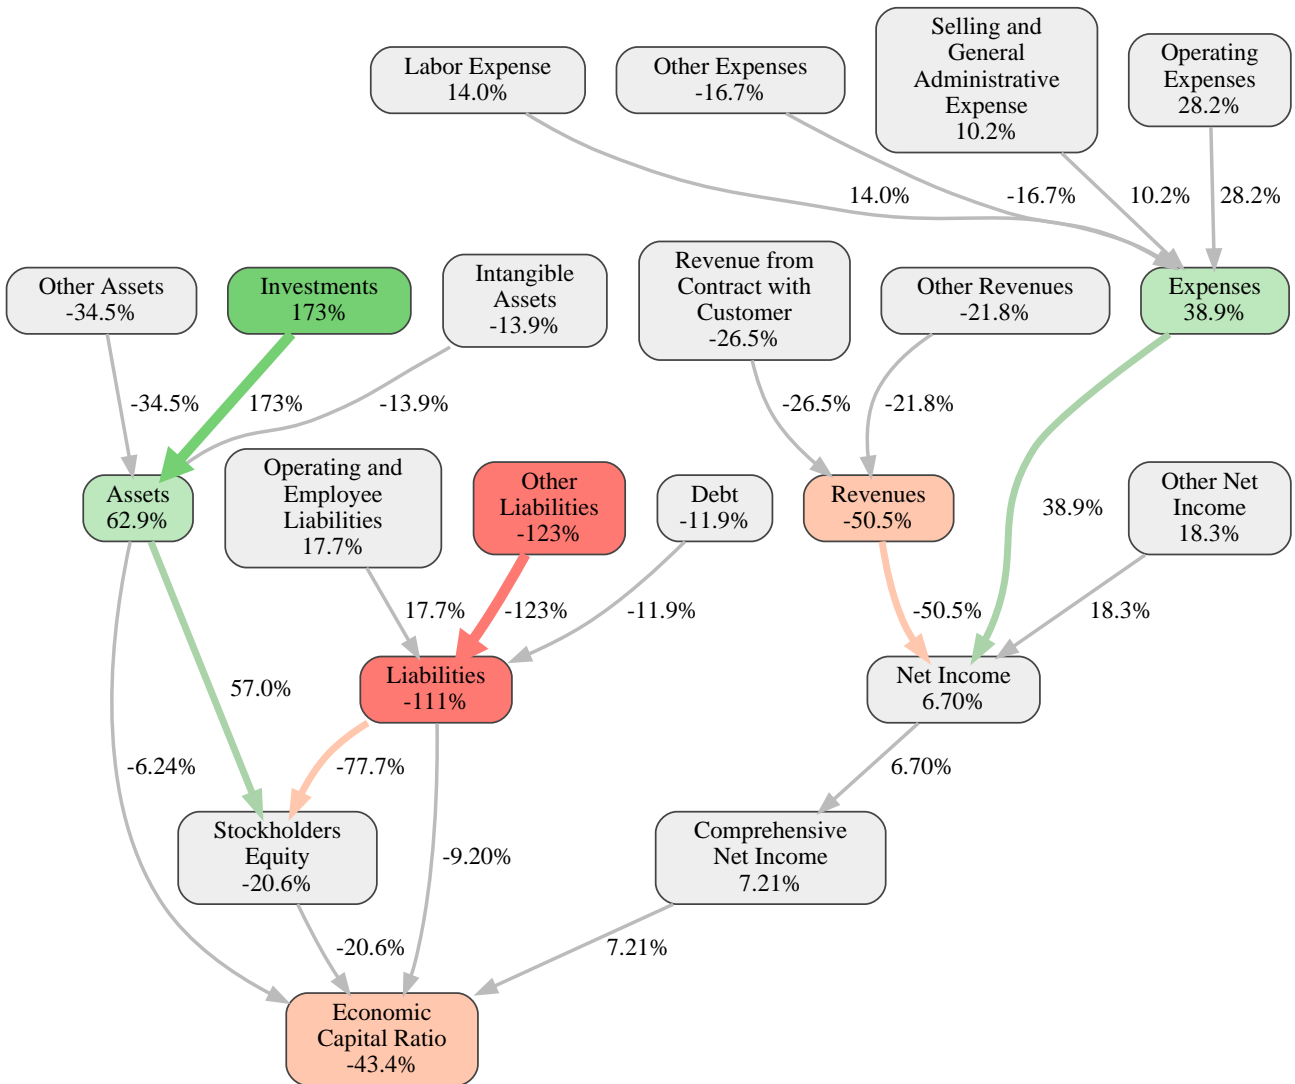 Labor Expense
14.0%
Other Expenses
-16.7%
Selling and
General
Administrative
Expense
10.2%
Operating
Expenses
28.2%
14.0%
-16.7%
10.2%
28.2%
Other Assets
-34.5%
Investments
173%
Intangible
Assets
-13.9%
Revenue from
Contract with
Customer
-26.5%
Other Revenues
-21.8%
Expenses
38.9%
-34.5%
173%
-13.9%
-26.5%
-21.8%
Assets
62.9%
Operating and
Employee
Liabilities
17.7%
Other
Liabilities
-123%
Debt
-11.9%
Revenues
-50.5%
38.9%
Other Net
Income
18.3%
17.7%
-123%
-11.9%
-50.5%
18.3%
57.0%
Liabilities
-111%
Net Income
6.70%
-6.24%
-77.7%
6.70%
Stockholders
Equity
-20.6%
-9.20%
Comprehensive
Net Income
7.21%
-20.6%
7.21%
Economic
Capital Ratio
-43.4%